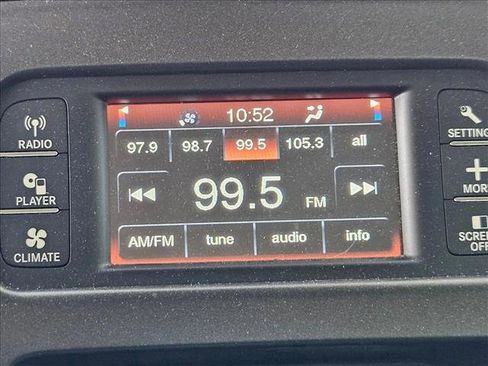 10:52
97.9 98.7 99.5 105.3 all
99.5 FM
AM/FM tune audio info
RADIO
PLAYER
CLIMATE
SETTING
MORE
SCREE
OFF